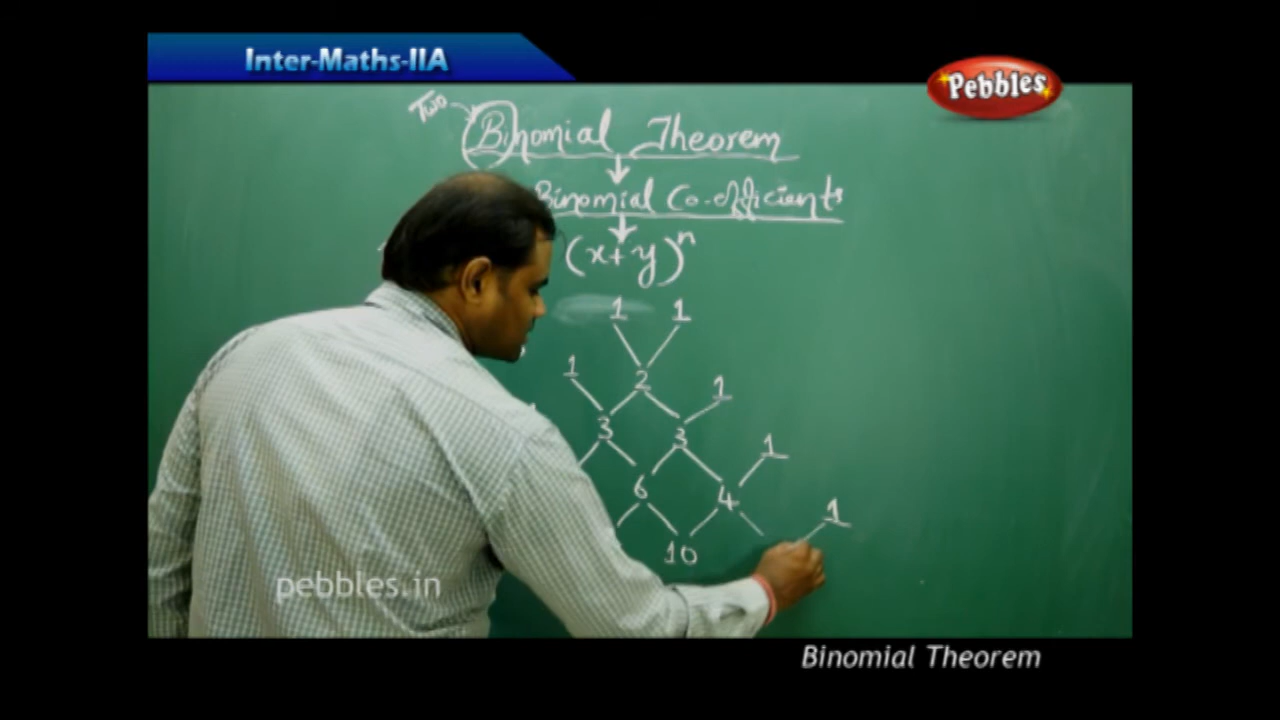 Inter-Maths-IIA
Pebbles
Two
Binomial Theorem
Binomial Co-efficients
(x+y)^n
1 1
1 2 1
3 3 1
6 4 1
10
pebbles.in
Binomial Theorem